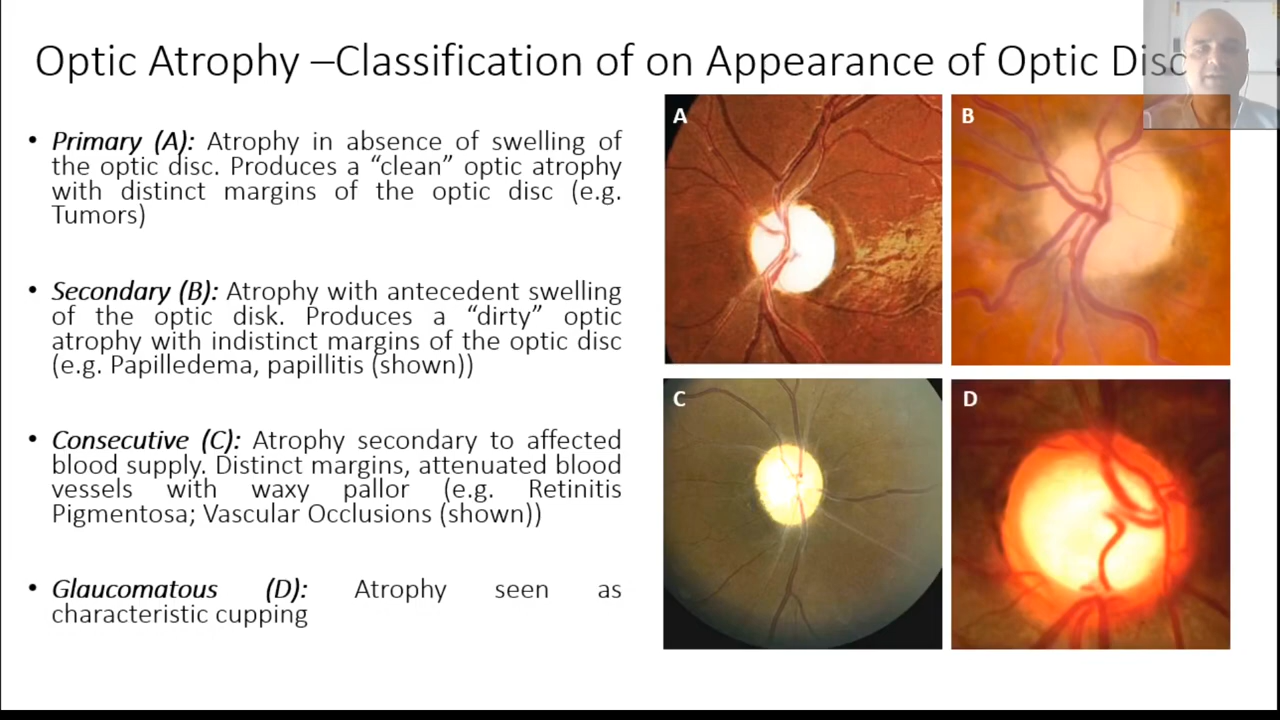 Optic Atrophy –Classification of on Appearance of Optic Disc
• Primary (A): Atrophy in absence of swelling of
the optic disc. Produces a “clean” optic atrophy
with distinct margins of the optic disc (e.g.
Tumors)
• Secondary (B): Atrophy with antecedent swelling
of the optic disk. Produces a “dirty” optic
atrophy with indistinct margins of the optic disc
(e.g. Papilledema, papillitis (shown))
• Consecutive (C): Atrophy secondary to affected
blood supply. Distinct margins, attenuated blood
vessels with waxy pallor (e.g. Retinitis
Pigmentosa; Vascular Occlusions (shown))
• Glaucomatous (D): Atrophy seen as
characteristic cupping
A
B
C
D